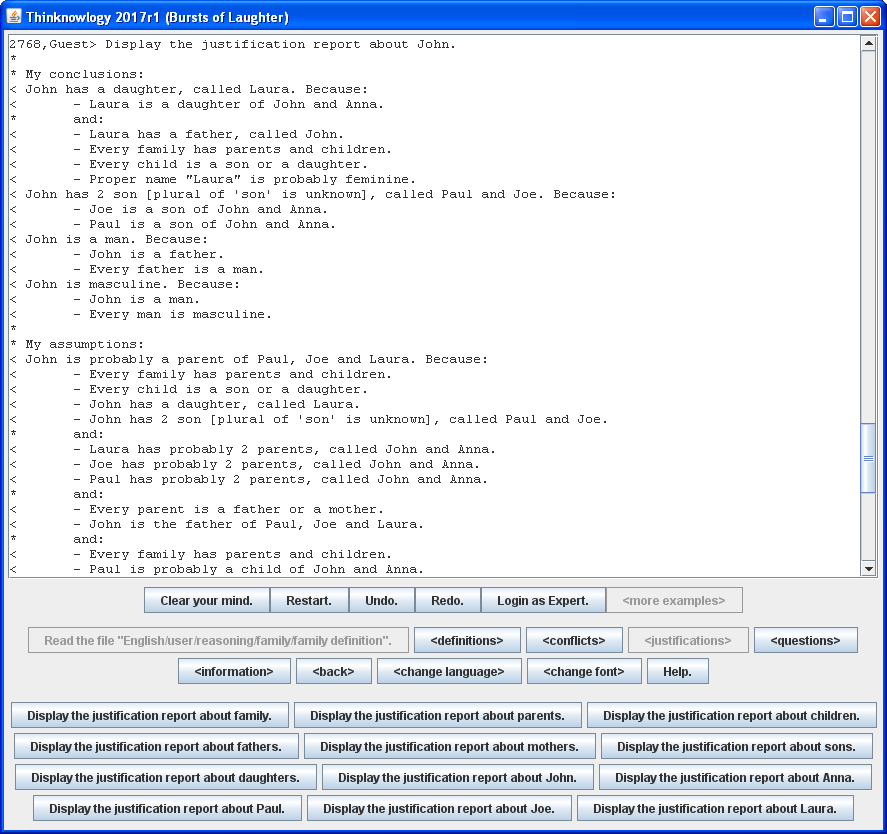 Thinknowlogy 2017r1 (Bursts of Laughter)
2768,Guest> Display the justification report about John.
*
* My conclusions:
< John has a daughter, called Laura. Because:
<       - Laura is a daughter of John and Anna.
*       and:
<       - Laura has a father, called John.
<       - Every family has parents and children.
<       - Every child is a son or a daughter.
<       - Proper name "Laura" is probably feminine.
< John has 2 son [plural of 'son' is unknown], called Paul and Joe. Because:
<       - Joe is a son of John and Anna.
<       - Paul is a son of John and Anna.
< John is a man. Because:
<       - John is a father.
<       - Every father is a man.
< John is masculine. Because:
<       - John is a man.
<       - Every man is masculine.
*
* My assumptions:
< John is probably a parent of Paul, Joe and Laura. Because:
<       - Every family has parents and children.
<       - Every child is a son or a daughter.
<       - John has a daughter, called Laura.
<       - John has 2 son [plural of 'son' is unknown], called Paul and Joe.
*       and:
<       - Laura has probably 2 parents, called John and Anna.
<       - Joe has probably 2 parents, called John and Anna.
<       - Paul has probably 2 parents, called John and Anna.
*       and:
<       - Every parent is a father or a mother.
<       - John is the father of Paul, Joe and Laura.
*       and:
<       - Every family has parents and children.
<       - Paul is probably a child of John and Anna.
Clear your mind. Restart. Undo. Redo. Login as Expert. <more examples>
Read the file "English/user/reasoning/family/family definition". <definitions> <conflicts> <justifications> <questions>
<information> <back> <change language> <change font> Help.
Display the justification report about family. Display the justification report about parents. Display the justification report about children.
Display the justification report about fathers. Display the justification report about mothers. Display the justification report about sons.
Display the justification report about daughters. Display the justification report about John. Display the justification report about Anna.
Display the justification report about Paul. Display the justification report about Joe. Display the justification report about Laura.